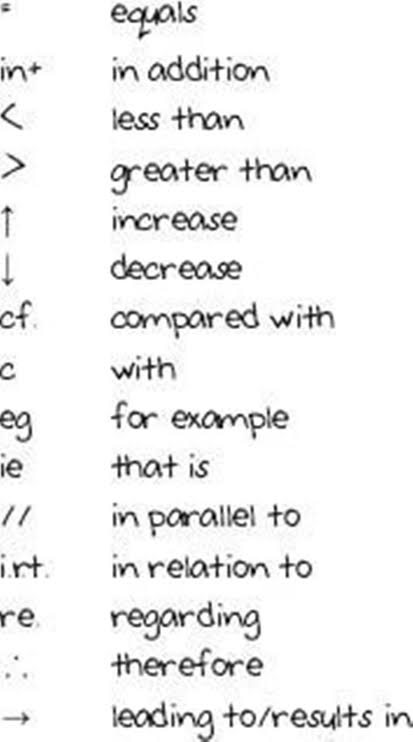 = equals
in+ in addition
< less than
> greater than
↑ increase
↓ decrease
cf. compared with
c with
eg for example
ie that is
// in parallel to
i.r.t. in relation to
re. regarding
∴ therefore
→ leading to/results in